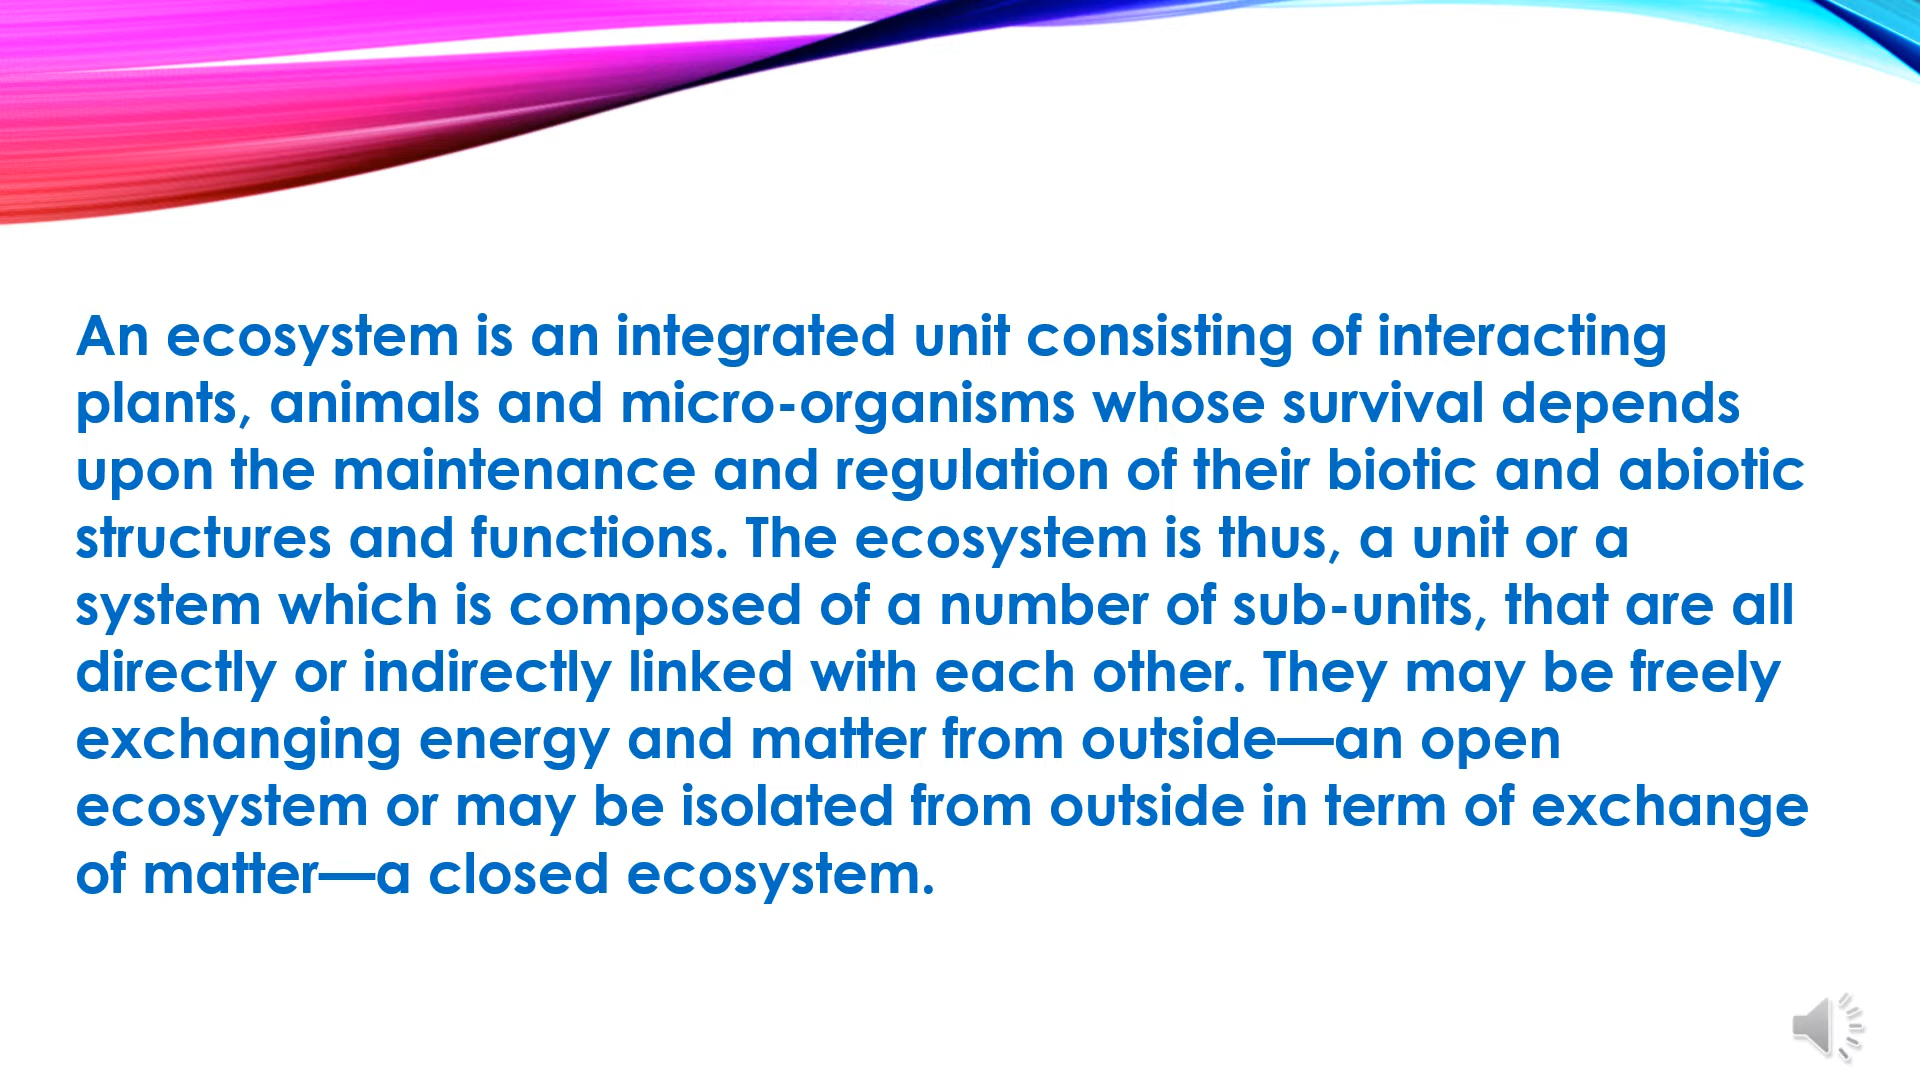 An ecosystem is an integrated unit consisting of interacting
plants, animals and micro-organisms whose survival depends
upon the maintenance and regulation of their biotic and abiotic
structures and functions. The ecosystem is thus, a unit or a
system which is composed of a number of sub-units, that are all
directly or indirectly linked with each other. They may be freely
exchanging energy and matter from outside—an open
ecosystem or may be isolated from outside in term of exchange
of matter—a closed ecosystem.